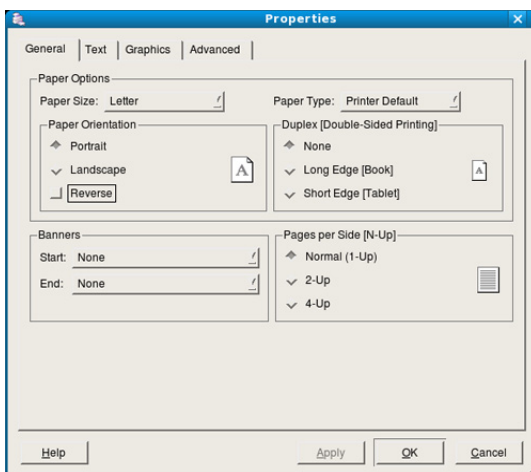 Properties
General Text Graphics Advanced
Paper Options
Paper Size: Letter
Paper Type: Printer Default
Paper Orientation
Portrait
Landscape
Reverse
A
Duplex [Double-Sided Printing]
None
Long Edge [Book]
Short Edge [Tablet]
A
Banners
Start: None
End: None
Pages per Side [N-Up]
Normal (1-Up)
2-Up
4-Up
Help Apply OK Cancel